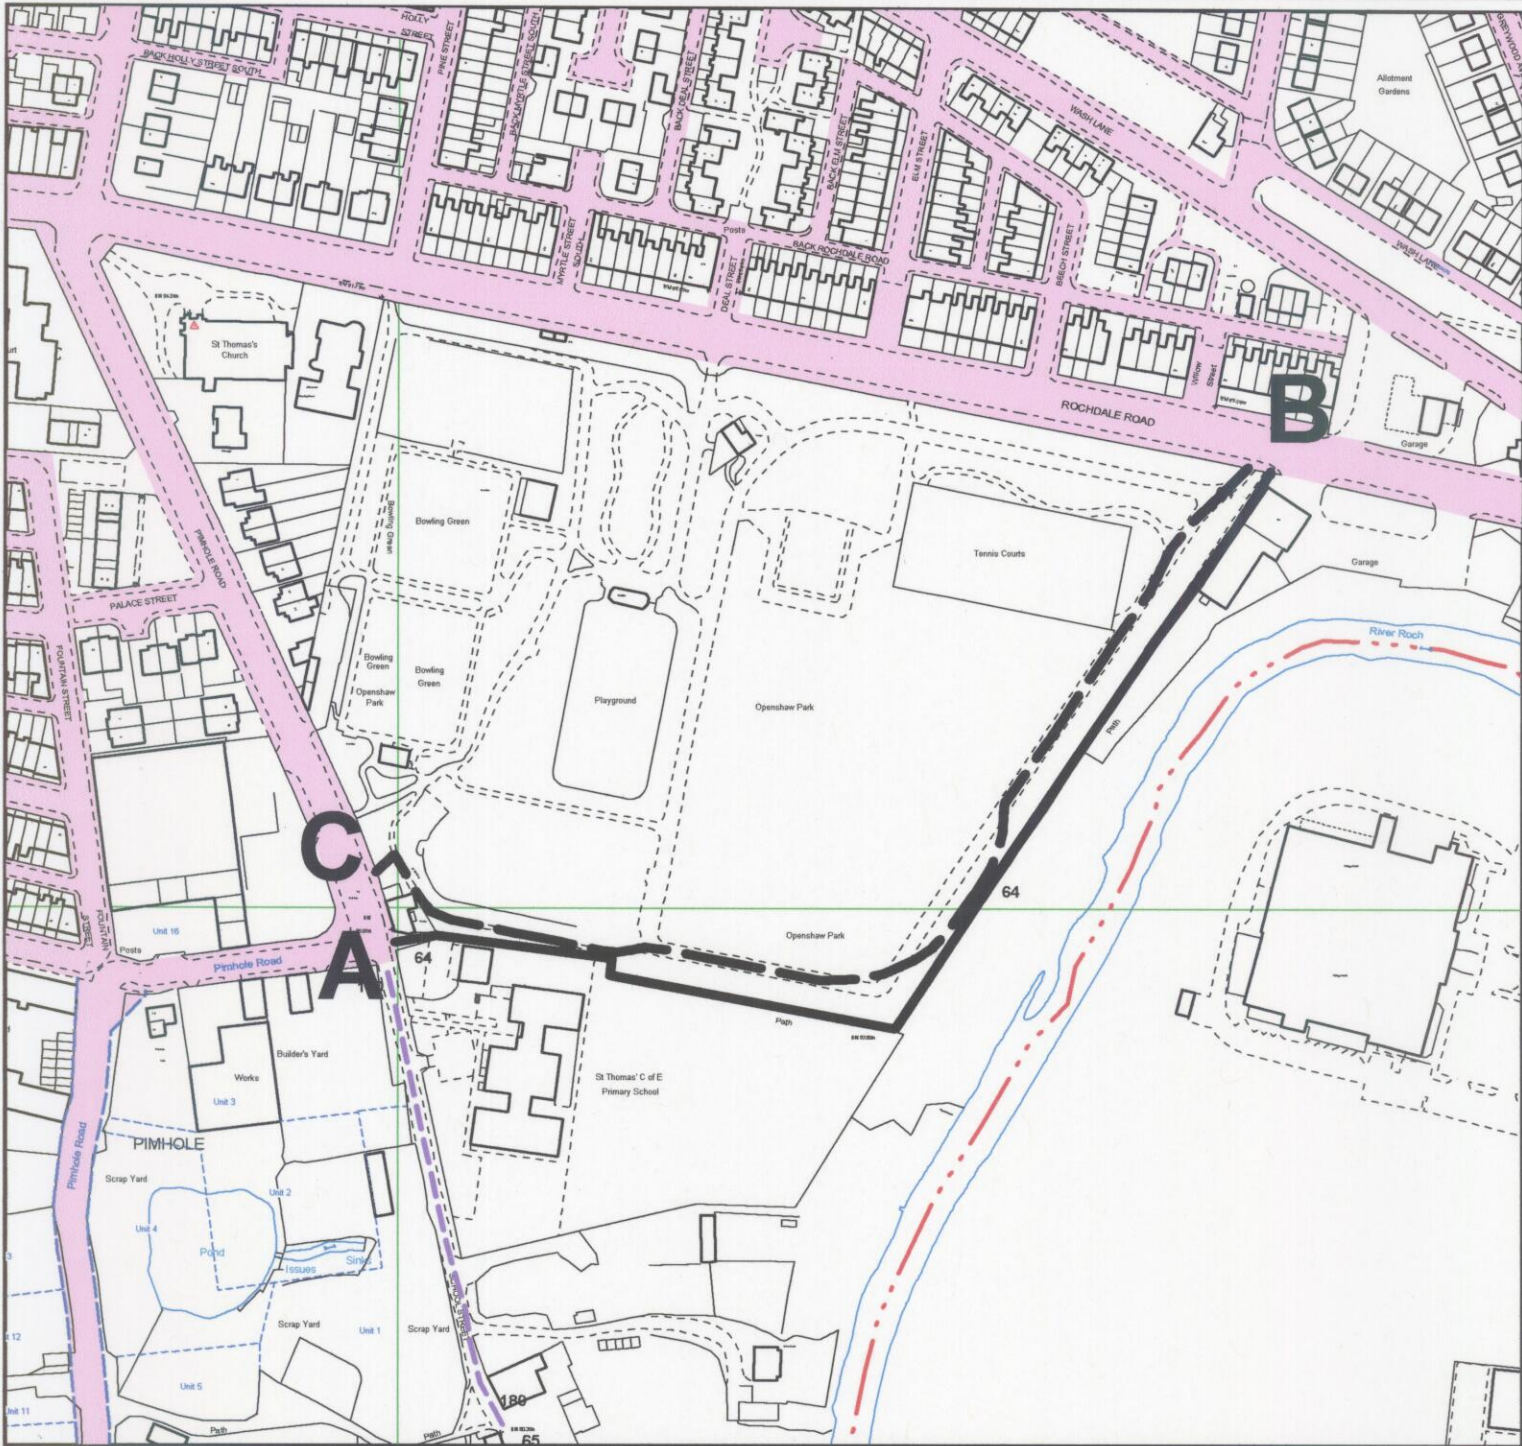 HOLLY
STREET
BACK HOLLY STREET SOUTH
PINE STREET
BACK MYRTLE STREET SOUTH
BACK DEAL STREET
BACK ELM STREET
ELM STREET
WASH LANE
Allotment
Gardens
WASH LANE
MYRTLE STREET
SOUTH
Posts
DEAL STREET
BACK ROCHDALE ROAD
BEECH STREET
St Thomas's
Church
ROCHDALE ROAD
Willow
Street
B
Garage
PIMHOLE ROAD
Bowling Green
Bowling Green
Tennis Courts
Garage
PALACE STREET
FOUNTAIN STREET
River Roch
Bowling
Green
Openshaw
Park
Bowling
Green
Playground
Openshaw Park
Path
C
64
Unit 16
FOUNTAIN
STREET
Posts
Pimhole Road
A
64
Openshaw Park
Path
Builder's Yard
Works
Unit 3
St Thomas' C of E
Primary School
PIMHOLE
Pimhole Road
Scrap Yard
Unit 2
Unit 4
Pond
Issues
Sinks
Scrap Yard
Unit 1
Scrap Yard
SCHOOL STREET
Unit 5
Unit 11
Path
Path
180
65